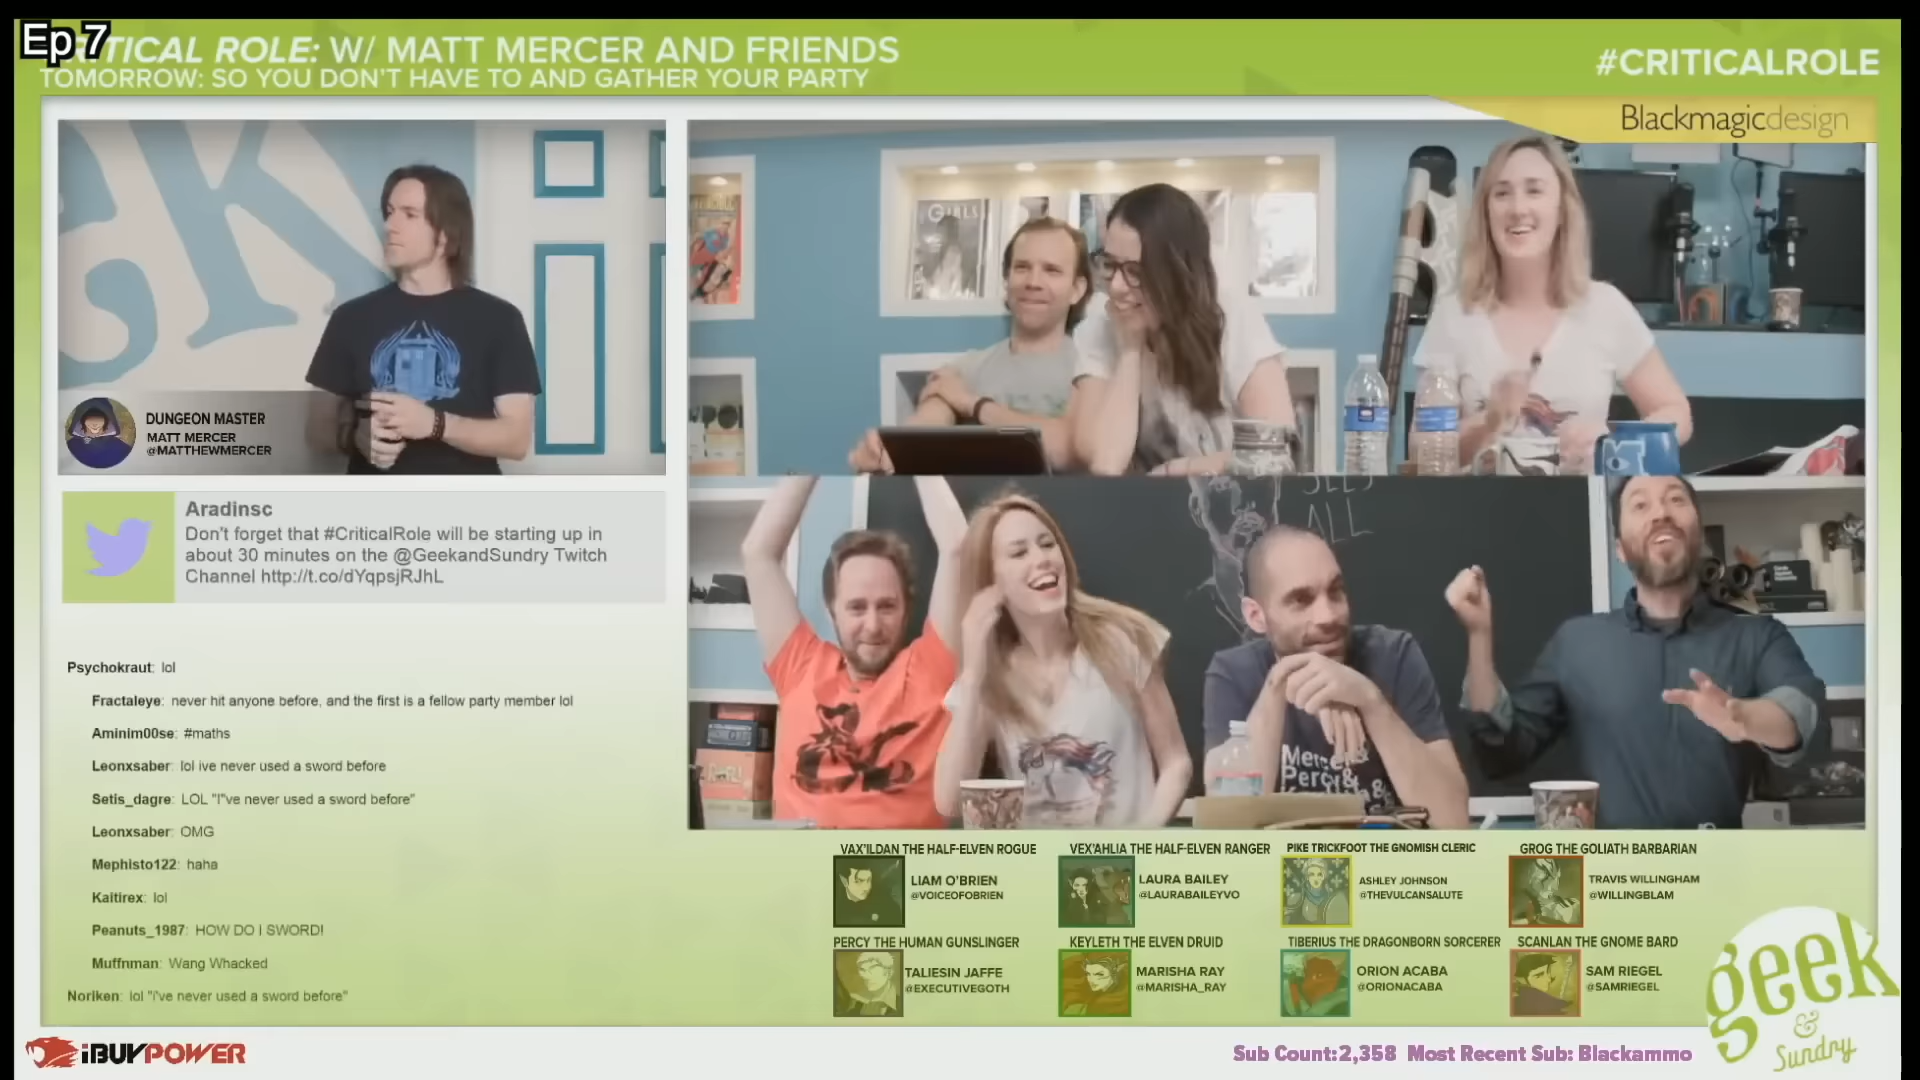 Ep 7
TICAL ROLE: W/ MATT MERCER AND FRIENDS
TOMORROW: SO YOU DON'T HAVE TO AND GATHER YOUR PARTY
#CRITICALROLE
Blackmagicdesign
GIRLS
DUNGEON MASTER
MATT MERCER
@MATTHEWMERCER
Aradinsc
Don't forget that #CriticalRole will be starting up in
about 30 minutes on the @GeekandSundry Twitch
Channel http://t.co/dYqpsjRJhL
ALL
Psychokraut: lol
Fractaleye: never hit anyone before, and the first is a fellow party member lol
Aminim00se: #maths
Leonxsaber: lol ive never used a sword before
Setis_dagre: LOL "I"ve never used a sword before"
Leonxsaber: OMG
Mephisto122: haha
Kaitirex: lol
Peanuts_1987: HOW DO I SWORD!
Muffnman: Wang Whacked
Noriken: lol "i've never used a sword before"
Percy&
VAX'ILDAN THE HALF-ELVEN ROGUE
LIAM O'BRIEN
@VOICEOFOBRIEN
VEX'AHLIA THE HALF-ELVEN RANGER
LAURA BAILEY
@LAURABAILEYVO
PIKE TRICKFOOT THE GNOMISH CLERIC
ASHLEY JOHNSON
@THEVULCANSALUTE
GROG THE GOLIATH BARBARIAN
TRAVIS WILLINGHAM
@WILLINGBLAM
PERCY THE HUMAN GUNSLINGER
TALIESIN JAFFE
@EXECUTIVEGOTH
KEYLETH THE ELVEN DRUID
MARISHA RAY
@MARISHA_RAY
TIBERIUS THE DRAGONBORN SORCERER
ORION ACABA
@ORIONACABA
SCANLAN THE GNOME BARD
SAM RIEGEL
@SAMRIEGEL
geek
&
Sundry
iBUYPOWER
Sub Count:2,358 Most Recent Sub: Blackammo